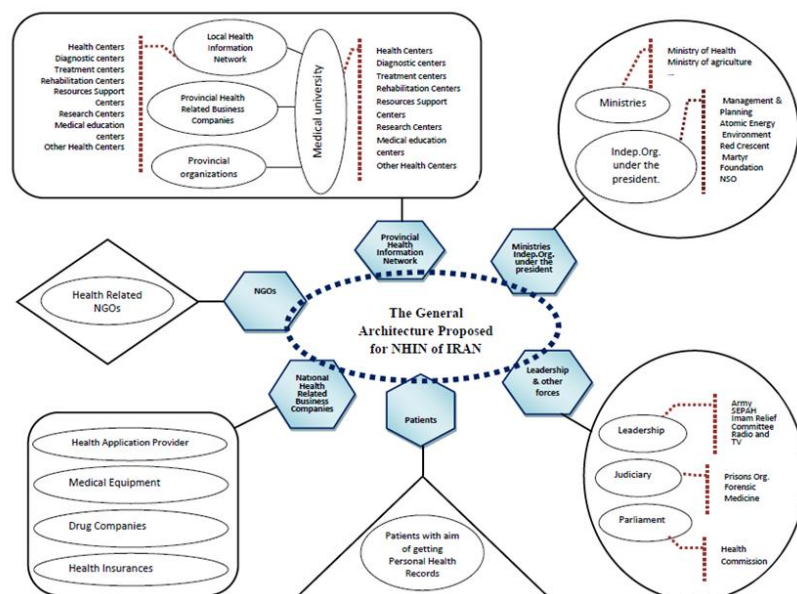 Health Centers
Diagnostic centers
Treatment centers
Rehabilitation Centers
Resources Support
Centers
Research Centers
Medical education
centers
Other Health Centers
Local Health
Information
Network
Provincial Health
Related Business
Companies
Provincial
organizations
Medical university
Health Centers
Diagnostic centers
Treatment centers
Rehabilitation Centers
Resources Support
Centers
Research Centers
Medical education
centers
Other Health Centers
Ministry of Health
Ministry of agriculture
...
Ministries
Indep.Org.
under the
president.
Management &
Planning
Atomic Energy
Environment
Red Crescent
Martyr
Foundation
NSO
Provincial
Health
Information
Network
Ministries
Indep.Org.
under the
president
NGOs
Health Related
NGOs
The General
Architecture Proposed
for NHIN of IRAN
National
Health
Related
Business
Companies
Patients
Leadership
& other
forces
Health Application Provider
Medical Equipment
Drug Companies
Health Insurances
Patients with aim
of getting
Personal Health
Records
Leadership
Army
SEPAH
Imam Relief
Committee
Radio and
TV
Judiciary
Prisons Org.
Forensic
Medicine
Parliament
Health
Commission